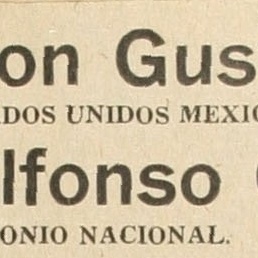 on Gus
ADOS UNIDOS MEXIC
lfonso
ONIO NACIONAL.